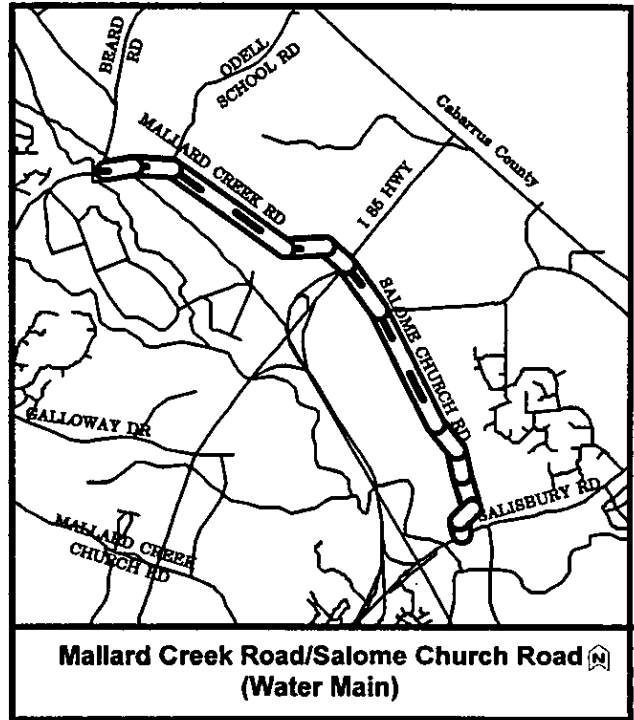 BEARD
RD
ODELL
SCHOOL RD
Cabarrus County
MALLARD CREEK RD
I 85 HWY
SALOME CHURCH RD
GALLOWAY DR
SALISBURY RD
MALLARD CREEK
CHURCH RD
Mallard Creek Road/Salome Church Road N
(Water Main)